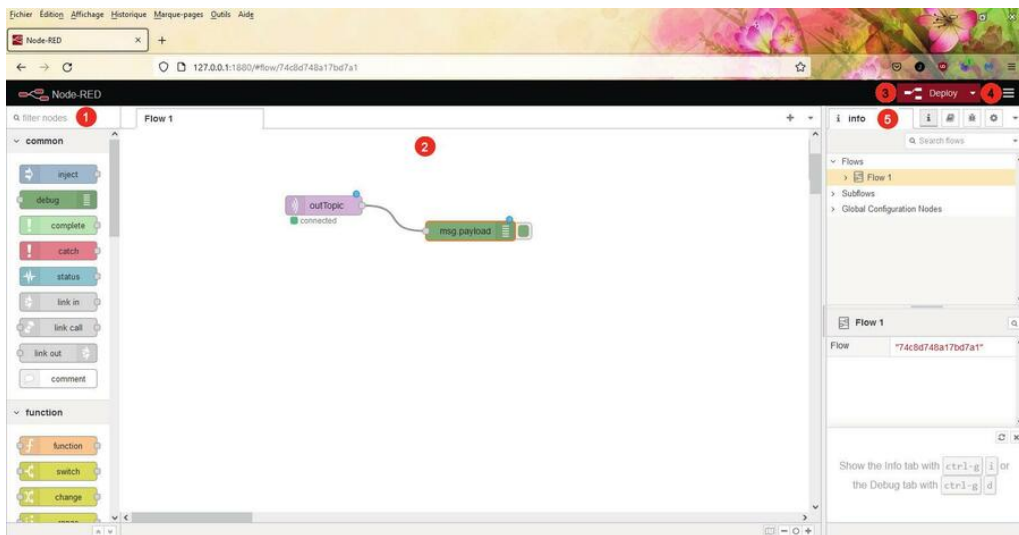 Fichier Édition Affichage Historique Marque-pages Outils Aide
Node-RED
127.0.0.1:1880/#flow/74c8d748a17bd7a1
Node-RED
3
Deploy
4
filter nodes
1
Flow 1
i info
5
2
Search flows
common
inject
debug
complete
catch
status
link in
link call
link out
comment
function
function
switch
change
outTopic
connected
msg.payload
Flows
Flow 1
Subflows
Global Configuration Nodes
Flow 1
Flow "74c8d748a17bd7a1"
Show the Info tab with ctrl-g i or
the Debug tab with ctrl-g d